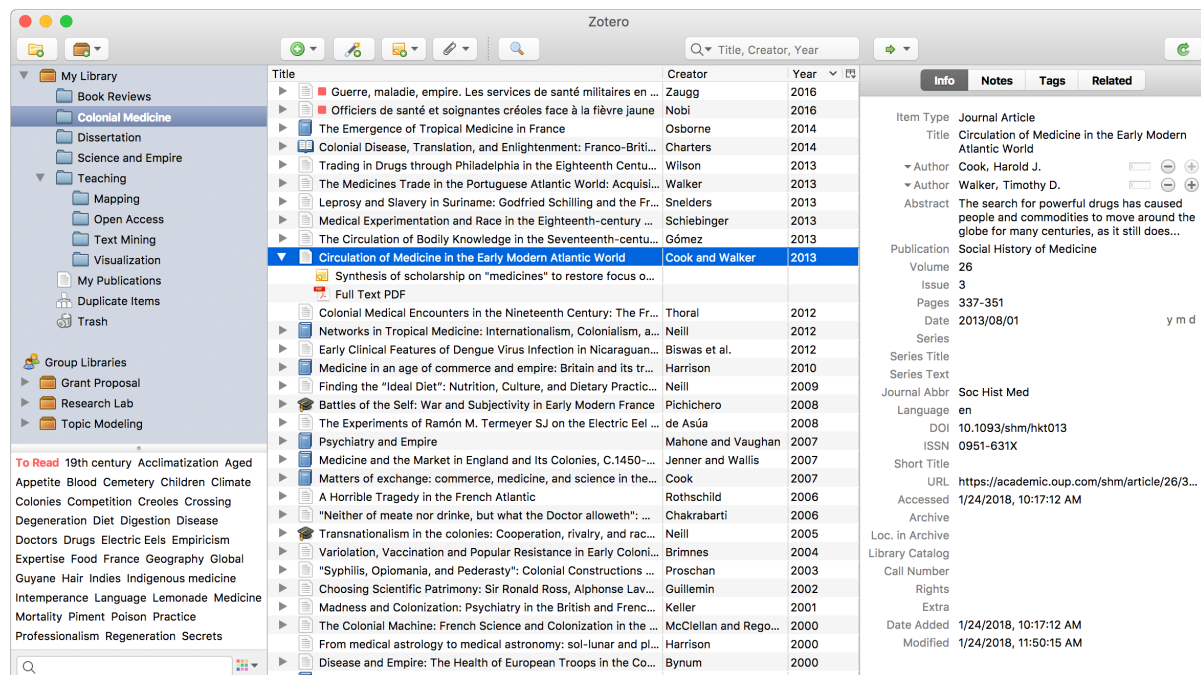 Zotero
Title, Creator, Year
My Library
Book Reviews
Colonial Medicine
Dissertation
Science and Empire
Teaching
Mapping
Open Access
Text Mining
Visualization
My Publications
Duplicate Items
Trash
Group Libraries
Grant Proposal
Research Lab
Topic Modeling
To Read 19th century Acclimatization Aged
Appetite Blood Cemetery Children Climate
Colonies Competition Creoles Crossing
Degeneration Diet Digestion Disease
Doctors Drugs Electric Eels Empiricism
Expertise Food France Geography Global
Guyane Hair Indies Indigenous medicine
Intemperance Language Lemonade Medicine
Mortality Piment Poison Practice
Professionalism Regeneration Secrets
Title Creator Year
Guerre, maladie, empire. Les services de santé militaires en ... Zaugg 2016
Officiers de santé et soignantes créoles face à la fièvre jaune Nobi 2016
The Emergence of Tropical Medicine in France Osborne 2014
Colonial Disease, Translation, and Enlightenment: Franco-Briti... Charters 2014
Trading in Drugs through Philadelphia in the Eighteenth Centu... Wilson 2013
The Medicines Trade in the Portuguese Atlantic World: Acquisi... Walker 2013
Leprosy and Slavery in Suriname: Godfried Schilling and the Fr... Snelders 2013
Medical Experimentation and Race in the Eighteenth-century ... Schiebinger 2013
The Circulation of Bodily Knowledge in the Seventeenth-centu... Gómez 2013
Circulation of Medicine in the Early Modern Atlantic World Cook and Walker 2013
Synthesis of scholarship on "medicines" to restore focus o...
Full Text PDF
Colonial Medical Encounters in the Nineteenth Century: The Fr... Thoral 2012
Networks in Tropical Medicine: Internationalism, Colonialism, a... Neill 2012
Early Clinical Features of Dengue Virus Infection in Nicaraguan... Biswas et al. 2012
Medicine in an age of commerce and empire: Britain and its tr... Harrison 2010
Finding the “Ideal Diet”: Nutrition, Culture, and Dietary Practic... Neill 2009
Battles of the Self: War and Subjectivity in Early Modern France Pichichero 2008
The Experiments of Ramón M. Termeyer SJ on the Electric Eel ... de Asúa 2008
Psychiatry and Empire Mahone and Vaughan 2007
Medicine and the Market in England and Its Colonies, C.1450-... Jenner and Wallis 2007
Matters of exchange: commerce, medicine, and science in the... Cook 2007
A Horrible Tragedy in the French Atlantic Rothschild 2006
"Neither of meate nor drinke, but what the Doctor alloweth": ... Chakrabarti 2006
Transnationalism in the colonies: Cooperation, rivalry, and rac... Neill 2005
Variolation, Vaccination and Popular Resistance in Early Coloni... Brimnes 2004
"Syphilis, Opiomania, and Pederasty": Colonial Constructions ... Proschan 2003
Choosing Scientific Patrimony: Sir Ronald Ross, Alphonse Lav... Guillemin 2002
Madness and Colonization: Psychiatry in the British and Frenc... Keller 2001
The Colonial Machine: French Science and Colonization in the ... McClellan and Rego... 2000
From medical astrology to medical astronomy: sol-lunar and pl... Harrison 2000
Disease and Empire: The Health of European Troops in the Co... Bynum 2000
Info Notes Tags Related
Item Type Journal Article
Title Circulation of Medicine in the Early Modern
Atlantic World
Author Cook, Harold J.
Author Walker, Timothy D.
Abstract The search for powerful drugs has caused
people and commodities to move around the
globe for many centuries, as it still does...
Publication Social History of Medicine
Volume 26
Issue 3
Pages 337-351
Date 2013/08/01 y m d
Series
Series Title
Series Text
Journal Abbr Soc Hist Med
Language en
DOI 10.1093/shm/hkt013
ISSN 0951-631X
Short Title
URL https://academic.oup.com/shm/article/26/3...
Accessed 1/24/2018, 10:17:12 AM
Archive
Loc. in Archive
Library Catalog
Call Number
Rights
Extra
Date Added 1/24/2018, 10:17:12 AM
Modified 1/24/2018, 11:50:15 AM